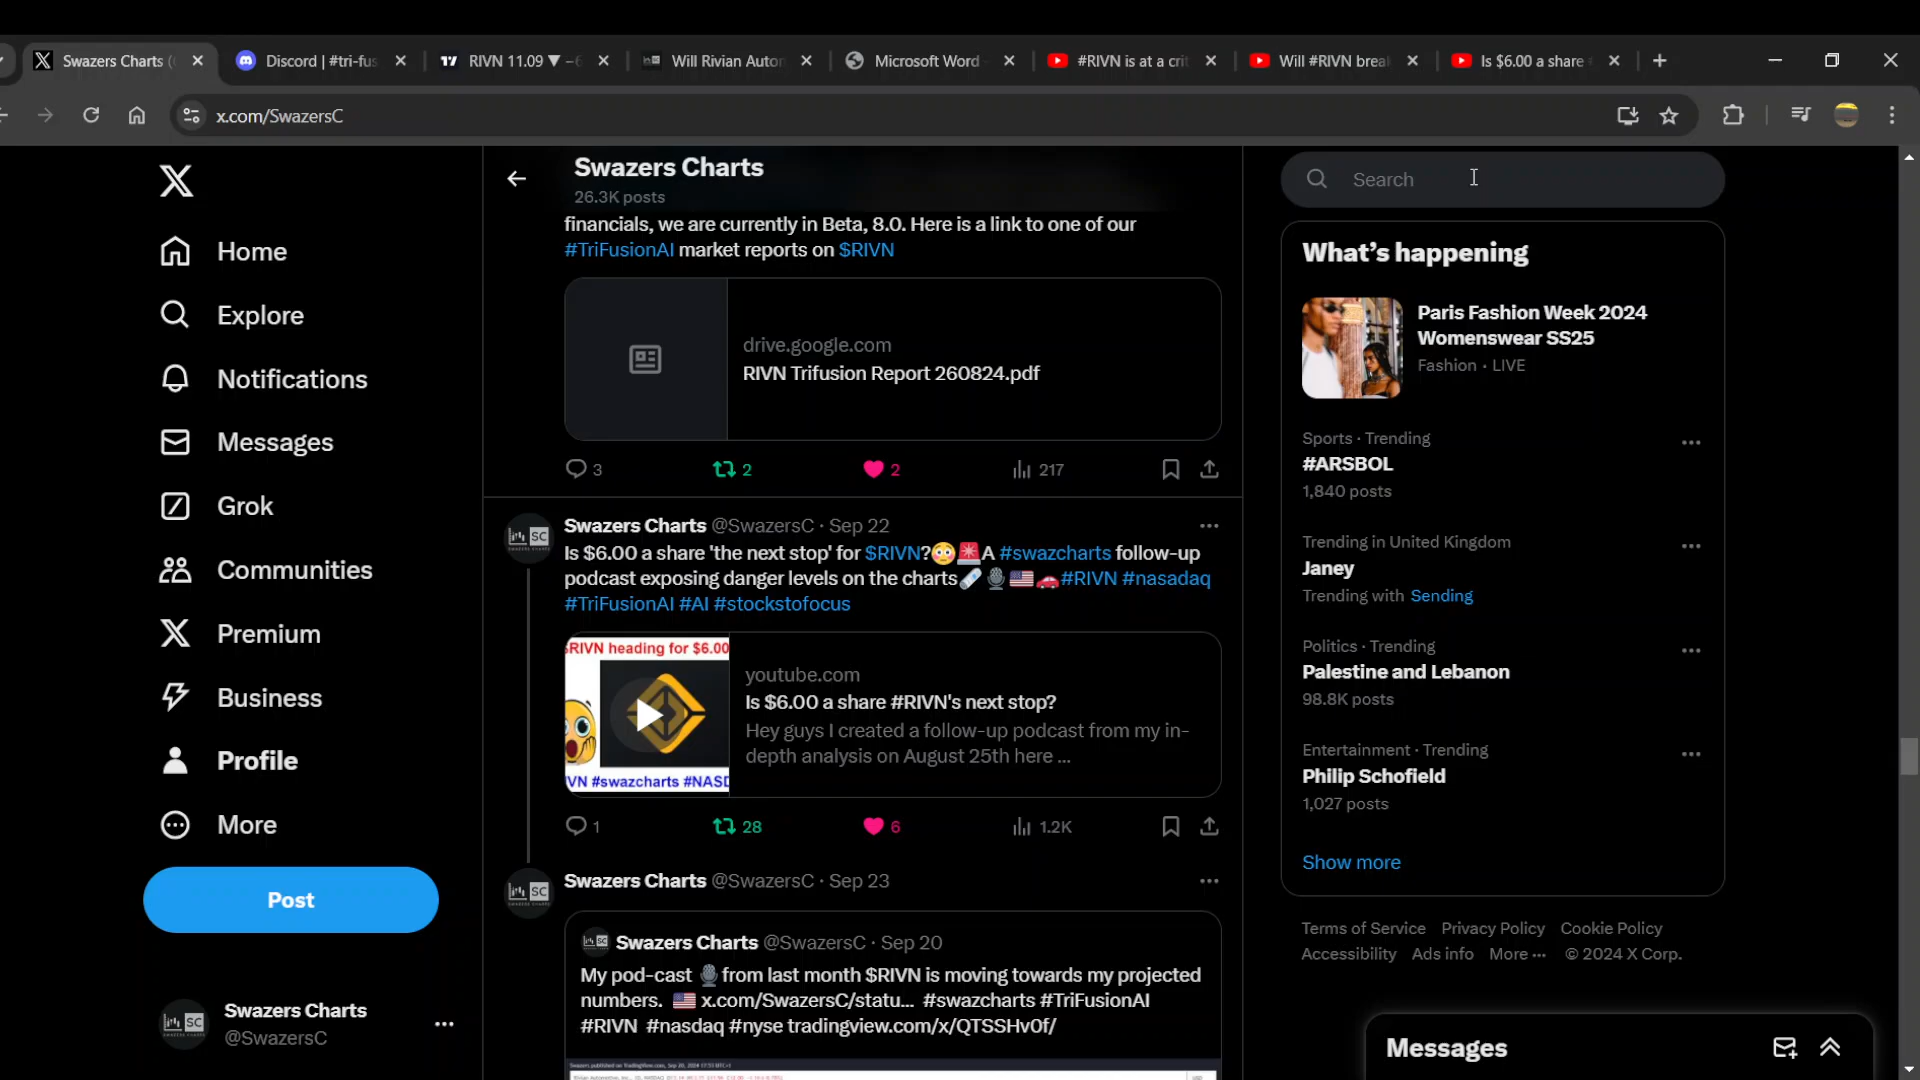 Swazers Charts (
Discord | #tri-fus
RIVN 11.09 ▼ −6
Will Rivian Auton
Microsoft Word -
#RIVN is at a crit
Will #RIVN brea
Is $6.00 a share
x.com/SwazersC
Home
Explore
Notifications
Messages
Grok
Communities
Premium
Business
Profile
More
Post
Swazers Charts
@SwazersC
Swazers Charts
26.3K posts
financials, we are currently in Beta, 8.0. Here is a link to one of our
#TriFusionAI market reports on $RIVN
drive.google.com
RIVN Trifusion Report 260824.pdf
3 2 2 217
Swazers Charts @SwazersC · Sep 22
Is $6.00 a share 'the next stop' for $RIVN?😳🚨A #swazcharts follow-up
podcast exposing danger levels on the charts🩹🎙️🇺🇸🚗#RIVN #nasadaq
#TriFusionAI #AI #stockstofocus
$RIVN heading for $6.00
VN #swazcharts #NASD
youtube.com
Is $6.00 a share #RIVN's next stop?
Hey guys I created a follow-up podcast from my in-
depth analysis on August 25th here ...
1 28 6 1.2K
Swazers Charts @SwazersC · Sep 23
Swazers Charts @SwazersC · Sep 20
My pod-cast 🎙️from last month $RIVN is moving towards my projected
numbers. 🇺🇸 x.com/SwazersC/statu... #swazcharts #TriFusionAI
#RIVN #nasdaq #nyse tradingview.com/x/QTSSHv0f/
Search
What's happening
Paris Fashion Week 2024
Womenswear SS25
Fashion · LIVE
Sports · Trending
#ARSBOL
1,840 posts
Trending in United Kingdom
Janey
Trending with Sending
Politics · Trending
Palestine and Lebanon
98.8K posts
Entertainment · Trending
Philip Schofield
1,027 posts
Show more
Terms of Service Privacy Policy Cookie Policy
Accessibility Ads info More ··· © 2024 X Corp.
Messages